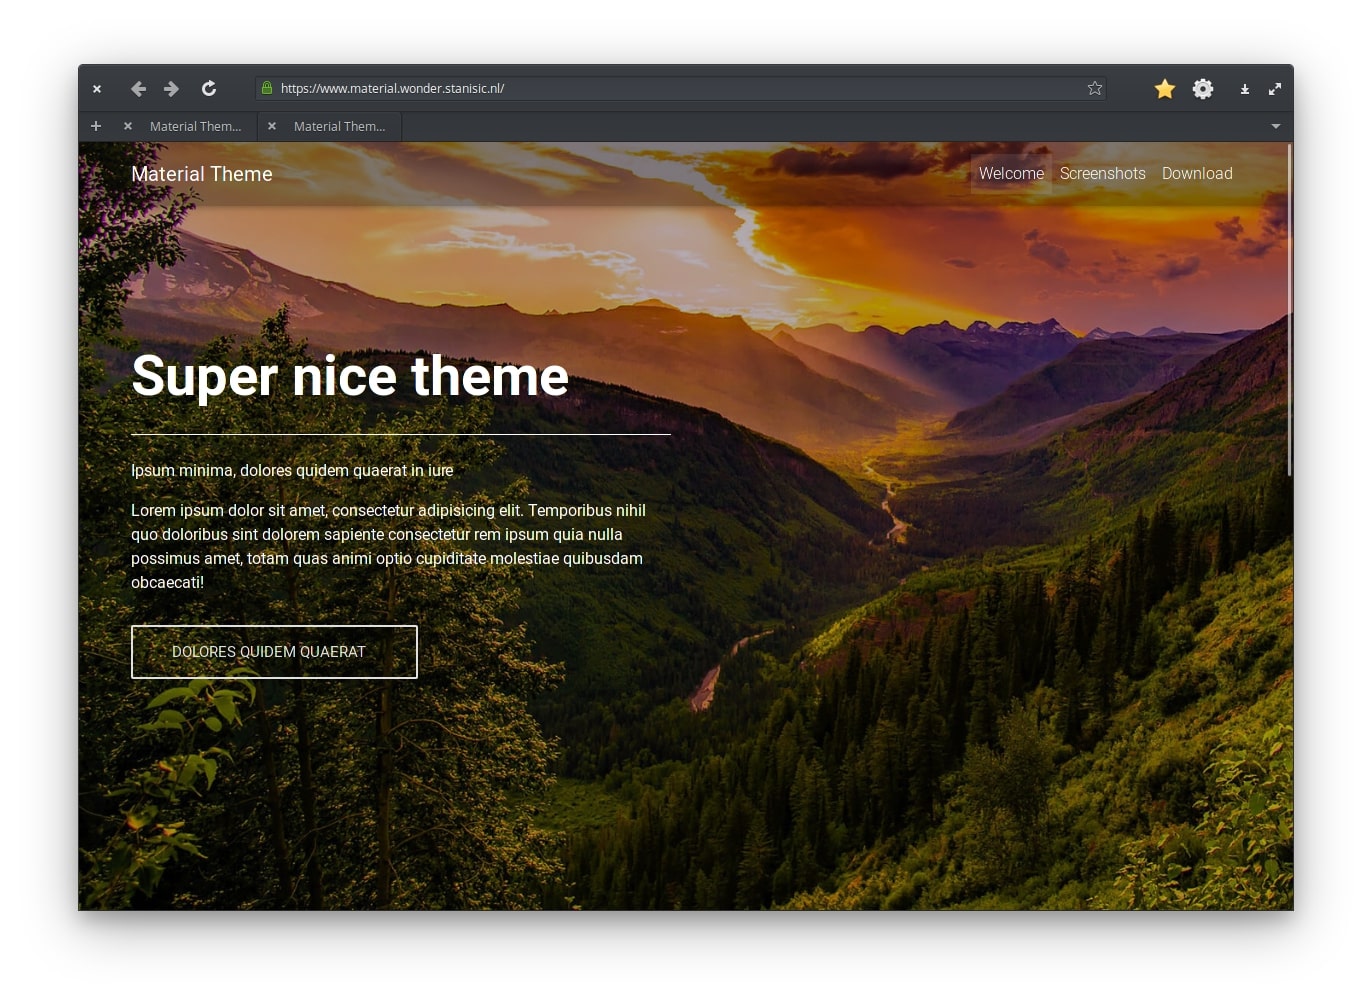 https://www.material.wonder.stanisic.nl/
Material Them...
Material Them...
Material Theme
Welcome
Screenshots
Download
Super nice theme
Ipsum minima, dolores quidem quaerat in iure
Lorem ipsum dolor sit amet, consectetur adipisicing elit. Temporibus nihil
quo doloribus sint dolorem sapiente consectetur rem ipsum quia nulla
possimus amet, totam quas animi optio cupiditate molestiae quibusdam
obcaecati!
DOLORES QUIDEM QUAERAT